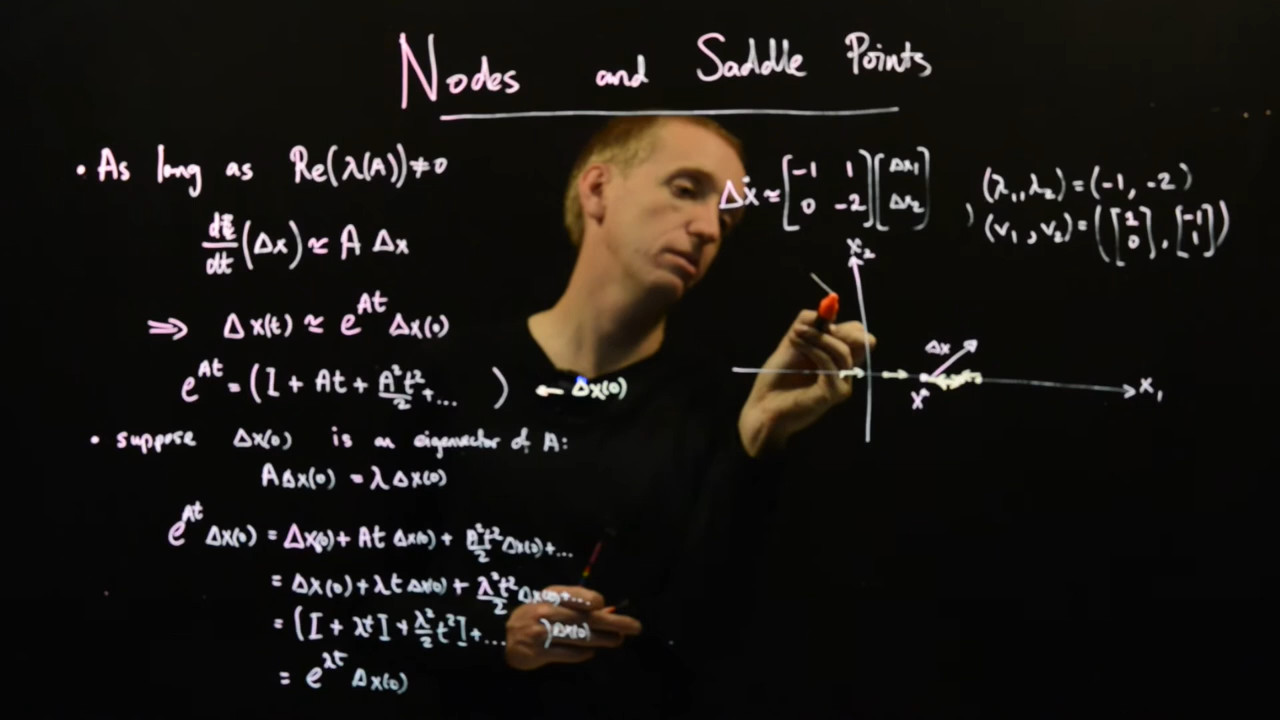 Nodes and Saddle Points
• As long as Re(λ(A)) ≠ 0
d/dt (Δx) ≈ A Δx
⇒ Δx(t) ≈ e^{At} Δx(0)
e^{At} = (I + At + A²t²/2 + ... ) ← Δx(0)
• suppose Δx(0) is an eigenvector of A:
AΔx(0) = λΔx(0)
e^{At} Δx(0) = Δx(0) + At Δx(0) + A²t²/2 Δx(0) + ...
= Δx(0) + λt Δx(0) + λ²t²/2 Δx(0) + ...
= (I + λtI + λ²/2 t²I + ... )Δx(0)
= e^{λt} Δx(0)
Δẋ ≈ [-1 1; 0 -2] [Δx₁; Δx₂]
(λ₁, λ₂) = (-1, -2)
, (v₁, v₂) = ([1; 0], [-1; 1])
x₂
Δx
x*
x₁